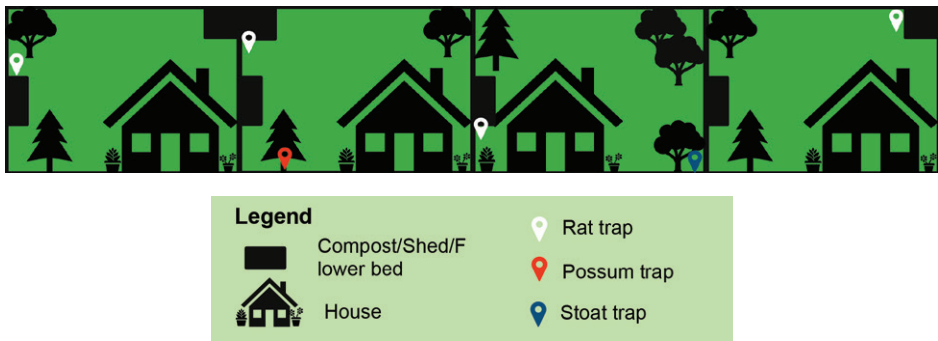 Legend
Compost/Shed/F
lower bed
House
Rat trap
Possum trap
Stoat trap